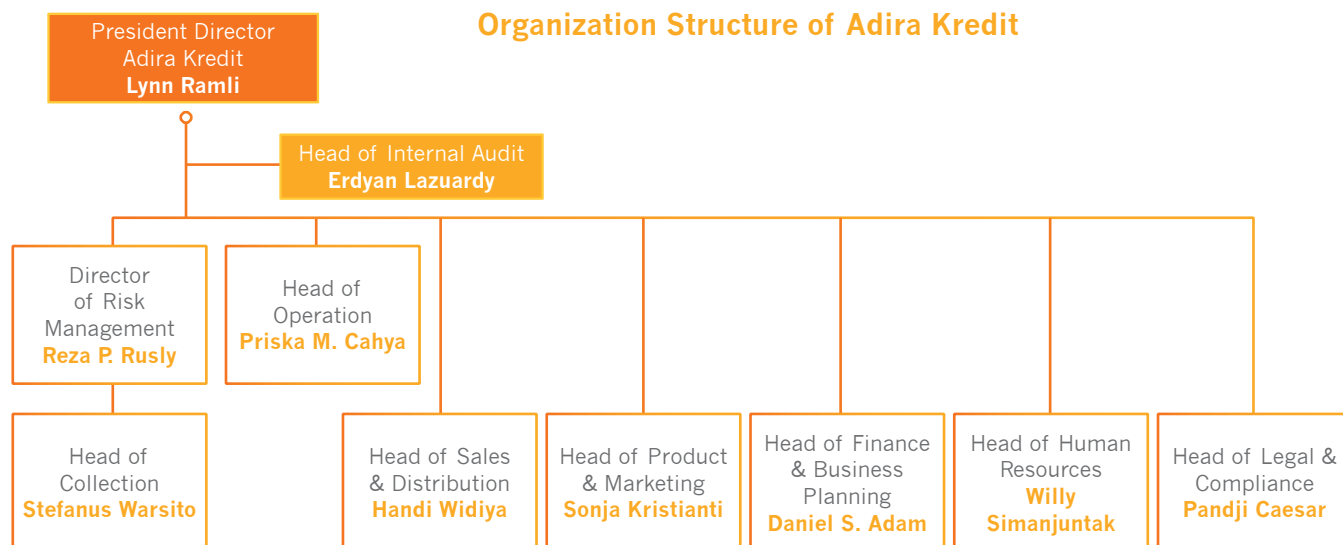 Organization Structure of Adira Kredit
President Director
Adira Kredit
Lynn Ramli
Head of Internal Audit
Erdyan Lazuardy
Director
of Risk
Management
Reza P. Rusly
Head of
Operation
Priska M. Cahya
Head of
Collection
Stefanus Warsito
Head of Sales
& Distribution
Handi Widiya
Head of Product
& Marketing
Sonja Kristianti
Head of Finance
& Business
Planning
Daniel S. Adam
Head of Human
Resources
Willy
Simanjuntak
Head of Legal &
Compliance
Pandji Caesar